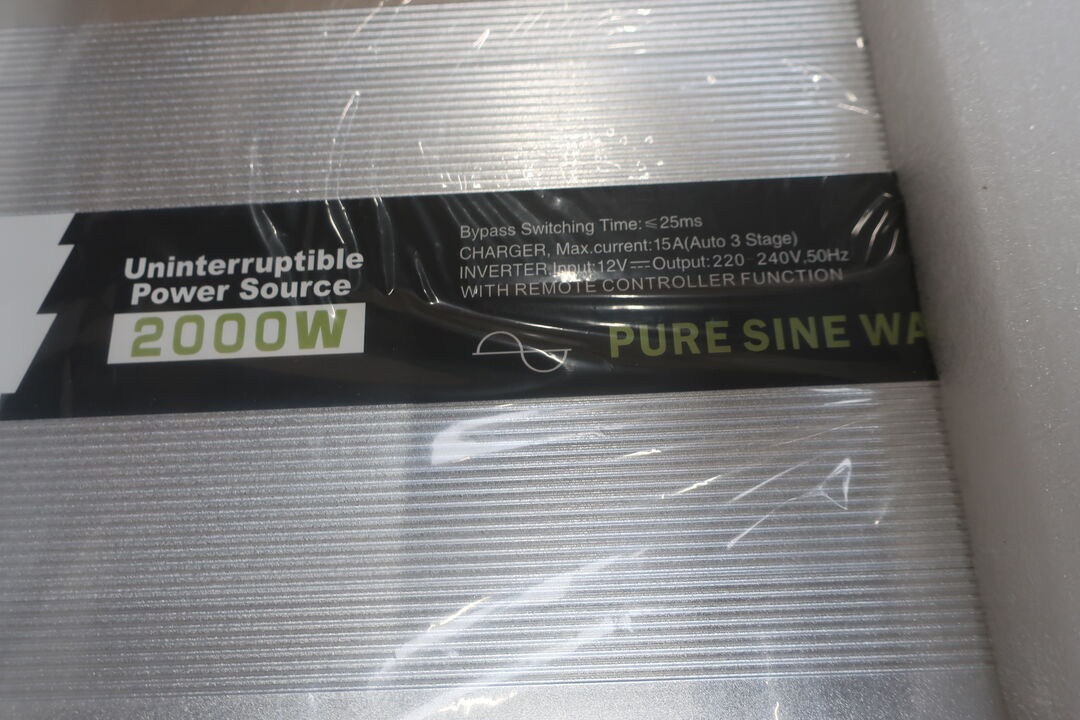 Uninterruptible
Power Source
2000W
Bypass Switching Time:≤25ms
CHARGER, Max.current:15A(Auto 3 Stage)
INVERTER,Input:12V⎓Output:220 240V,50Hz
WITH REMOTE CONTROLLER FUNCTION
PURE SINE WA